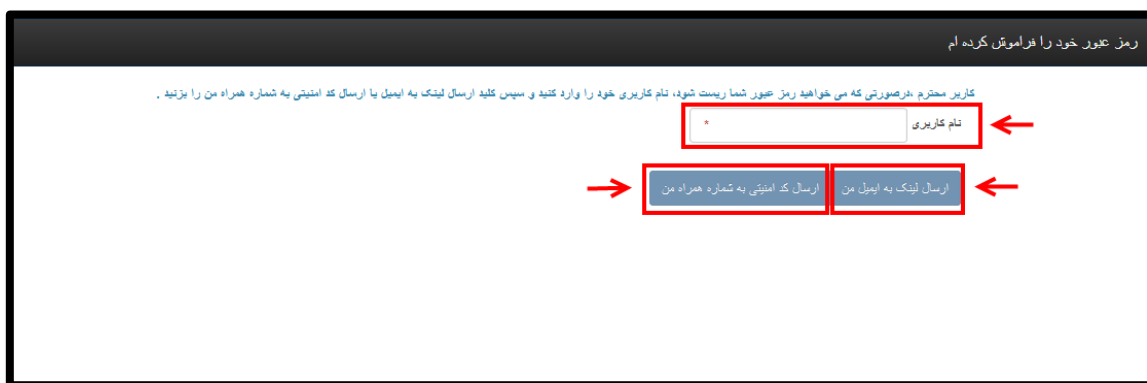 رمز عبور خود را فراموش کرده ام
کاربر محترم ،درصورتی که می خواهید رمز عبور شما ریست شود، نام کاربری خود را وارد کنید و سپس کلید ارسال لینک به ایمیل یا ارسال کد امنیتی به شماره همراه من را بزنید .
نام کاربری *
ارسال لینک به ایمیل من ارسال کد امنیتی به شماره همراه من